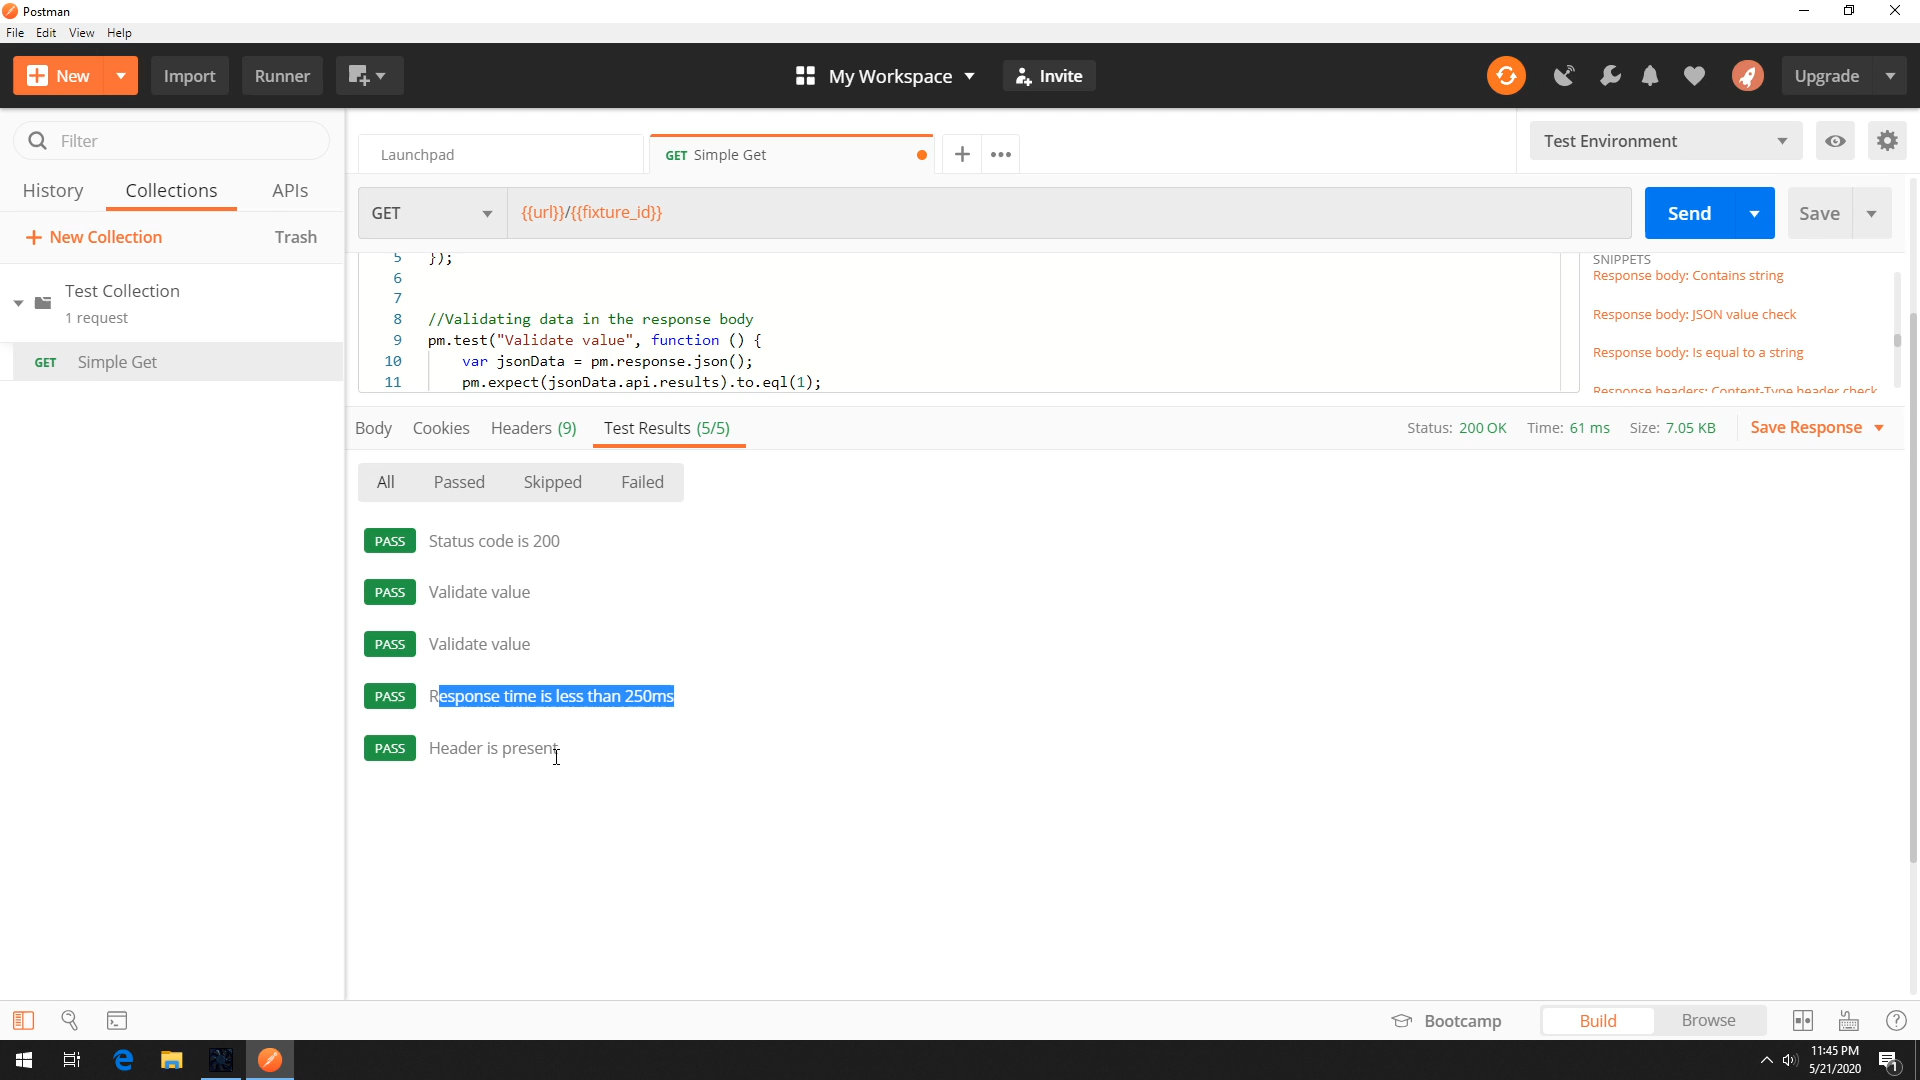 Postman
File Edit View Help
New Import Runner My Workspace Invite Upgrade
Filter
Launchpad GET Simple Get Test Environment
History Collections APIs
GET {{url}}/{{fixture_id}} Send Save
New Collection Trash
Test Collection
1 request
GET Simple Get
5 });
6
7
8 //Validating data in the response body
9 pm.test("Validate value", function () {
10 var jsonData = pm.response.json();
11 pm.expect(jsonData.api.results).to.eql(1);
SNIPPETS
Response body: Contains string
Response body: JSON value check
Response body: Is equal to a string
Response headers: Content-Type header check
Body Cookies Headers (9) Test Results (5/5) Status: 200 OK Time: 61 ms Size: 7.05 KB Save Response
All Passed Skipped Failed
PASS Status code is 200
PASS Validate value
PASS Validate value
PASS Response time is less than 250ms
PASS Header is present
Bootcamp Build Browse
11:45 PM
5/21/2020
1